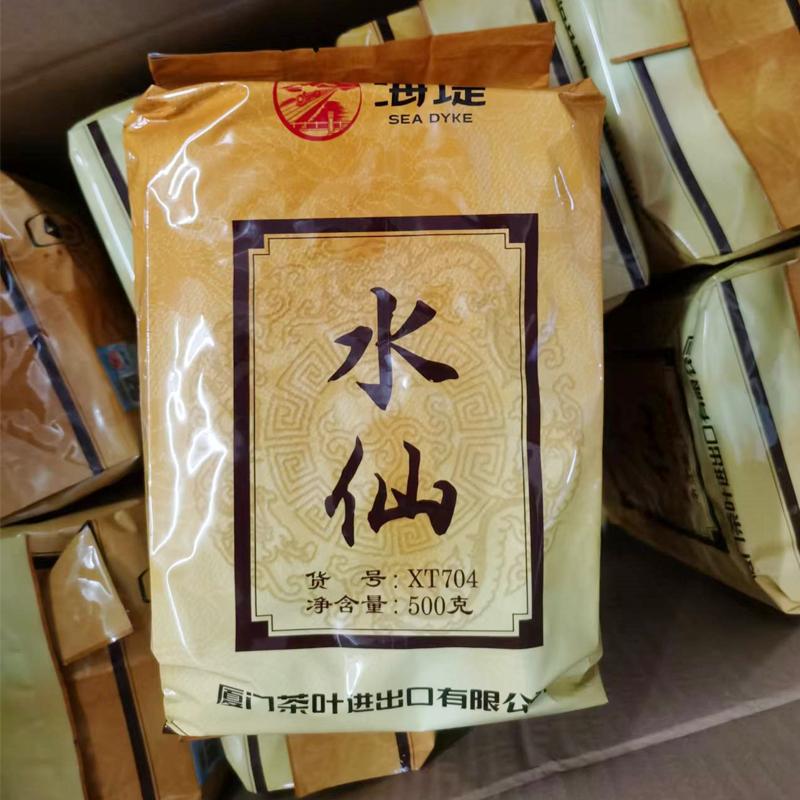 海堤
SEA DYKE
水仙
货 号: XT704
净含量: 500克
厦门茶叶进出口有限公